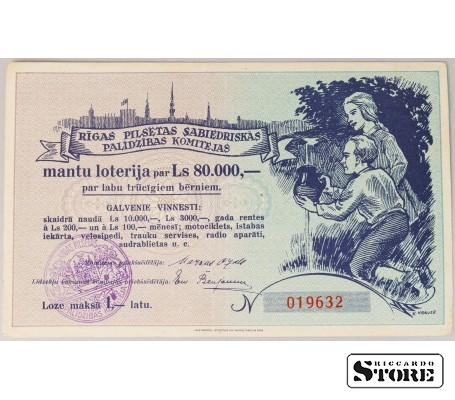 RĪGAS PILSĒTAS SABIEDRISKAS
PALĪDZĪBAS KOMITEJAS
mantu loterija par Ls 80.000,—
par labu trūcīgiem bērniem.
GALVENIE VINNESTI:
skaidrā naudā Ls 10.000,—, Ls 3000,—, gada rentes
à Ls 200,— un à Ls 100,— mēnesī; motociklets, istabas
iekārta, velosipedi, trauku servises, radio aparāti,
audrablietas u. c.
Loze maksā 1,— latu.
N 019632
RICCARDO
STORE